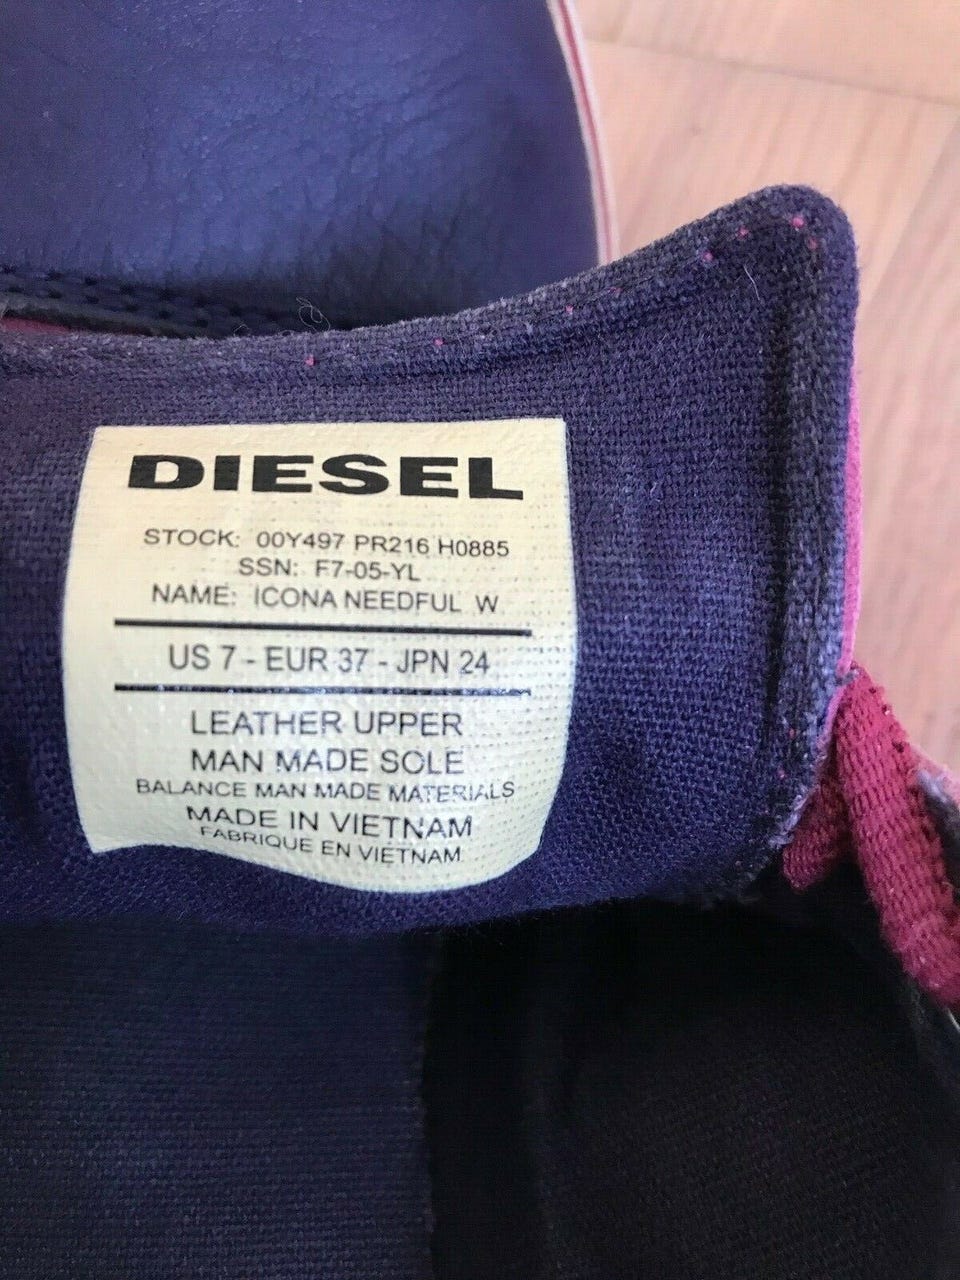 DIESEL
STOCK: 00Y497 PR216 H0885
SSN: F7-05-YL
NAME: ICONA NEEDFUL W
US 7 - EUR 37 - JPN 24
LEATHER UPPER
MAN MADE SOLE
BALANCE MAN MADE MATERIALS
MADE IN VIETNAM
FABRIQUE EN VIETNAM